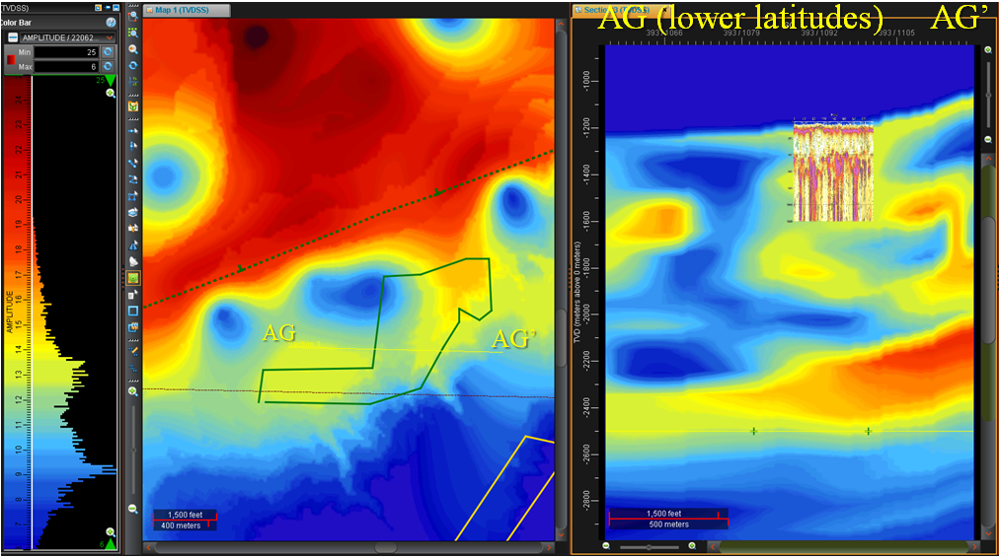 (TVDSS)
Color Bar
AMPLITUDE / 22062...
Min 25
Max 6
25
24
23
22
21
20
19
18
17
16
15
14
13
12
11
10
9
8
7
6
AMPLITUDE
Map 1 (TVDSS)
AG
AG’
1,500 feet
400 meters
AG (lower latitudes) AG’
393 / 1066 393 / 1079 393 / 1092 393 / 1105
TVD (meters above 0 meters)
-1000
-1200
-1400
-1600
-1800
-2000
-2200
-2400
-2600
-2800
1,500 feet
500 meters